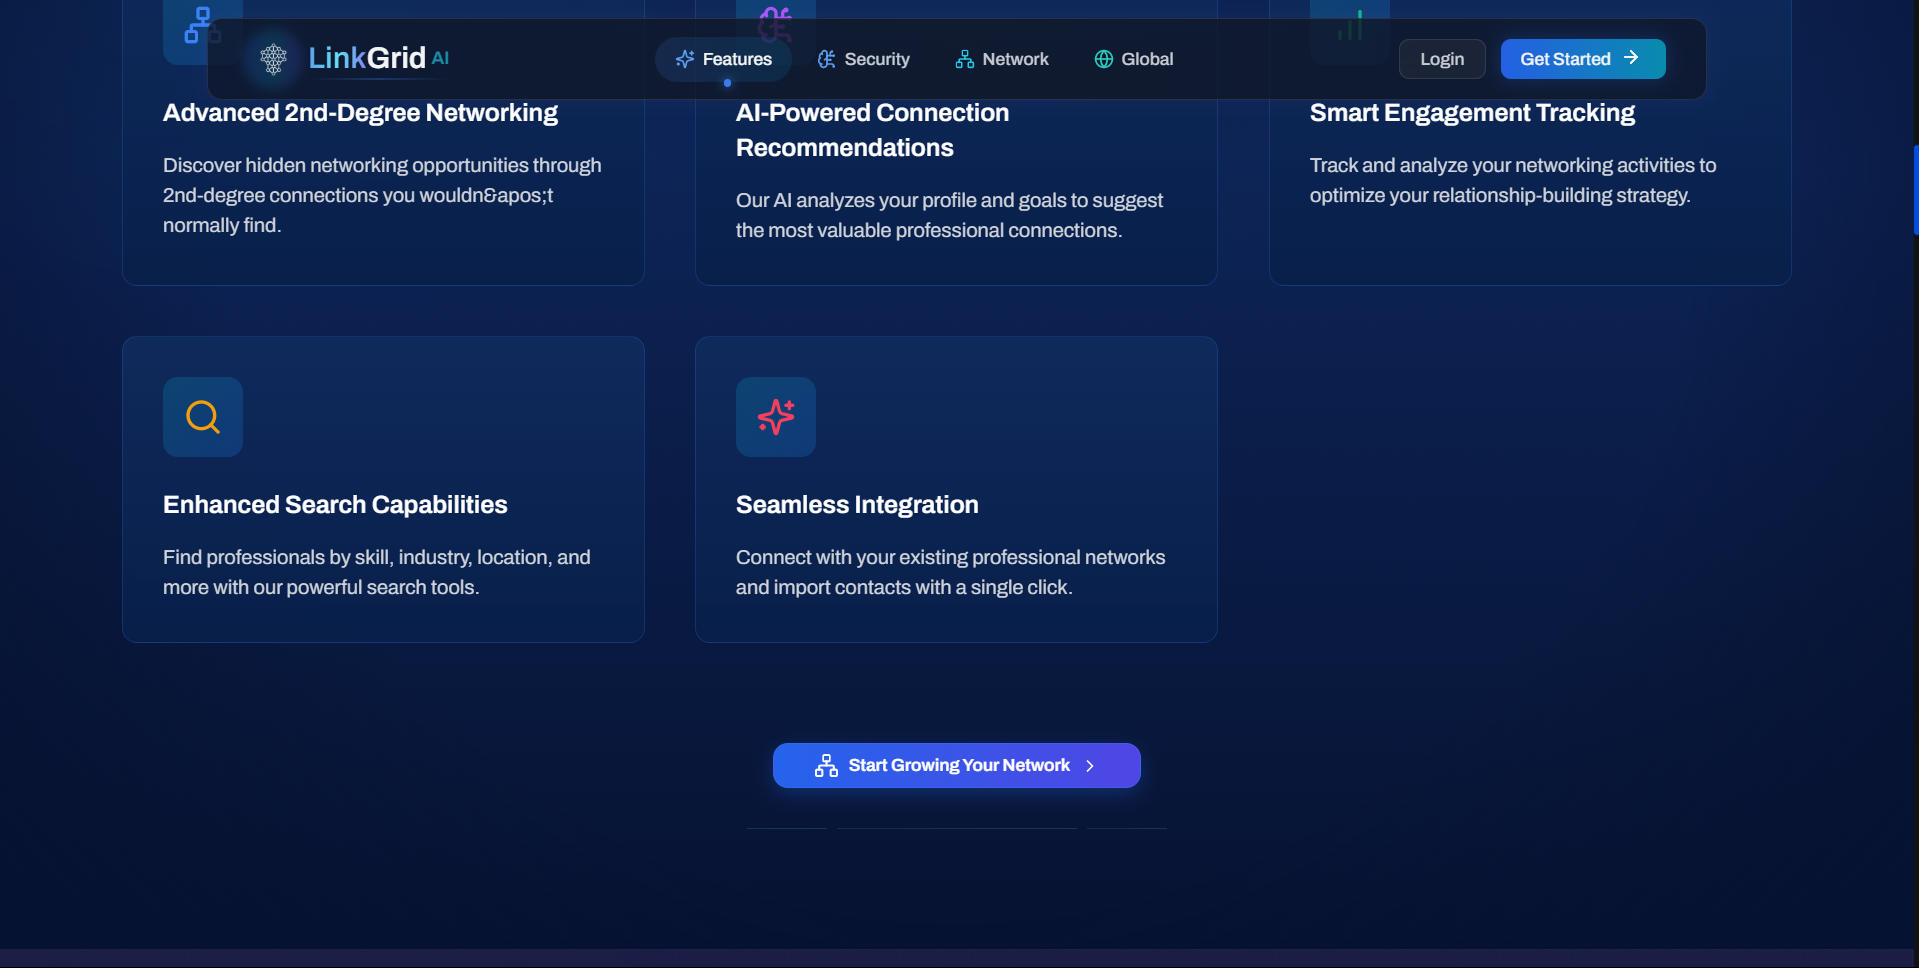 LinkGrid AI
Features
Security
Network
Global
Login
Get Started
Advanced 2nd-Degree Networking
Discover hidden networking opportunities through
2nd-degree connections you wouldn&apos;t
normally find.
AI-Powered Connection
Recommendations
Our AI analyzes your profile and goals to suggest
the most valuable professional connections.
Smart Engagement Tracking
Track and analyze your networking activities to
optimize your relationship-building strategy.
Enhanced Search Capabilities
Find professionals by skill, industry, location, and
more with our powerful search tools.
Seamless Integration
Connect with your existing professional networks
and import contacts with a single click.
Start Growing Your Network